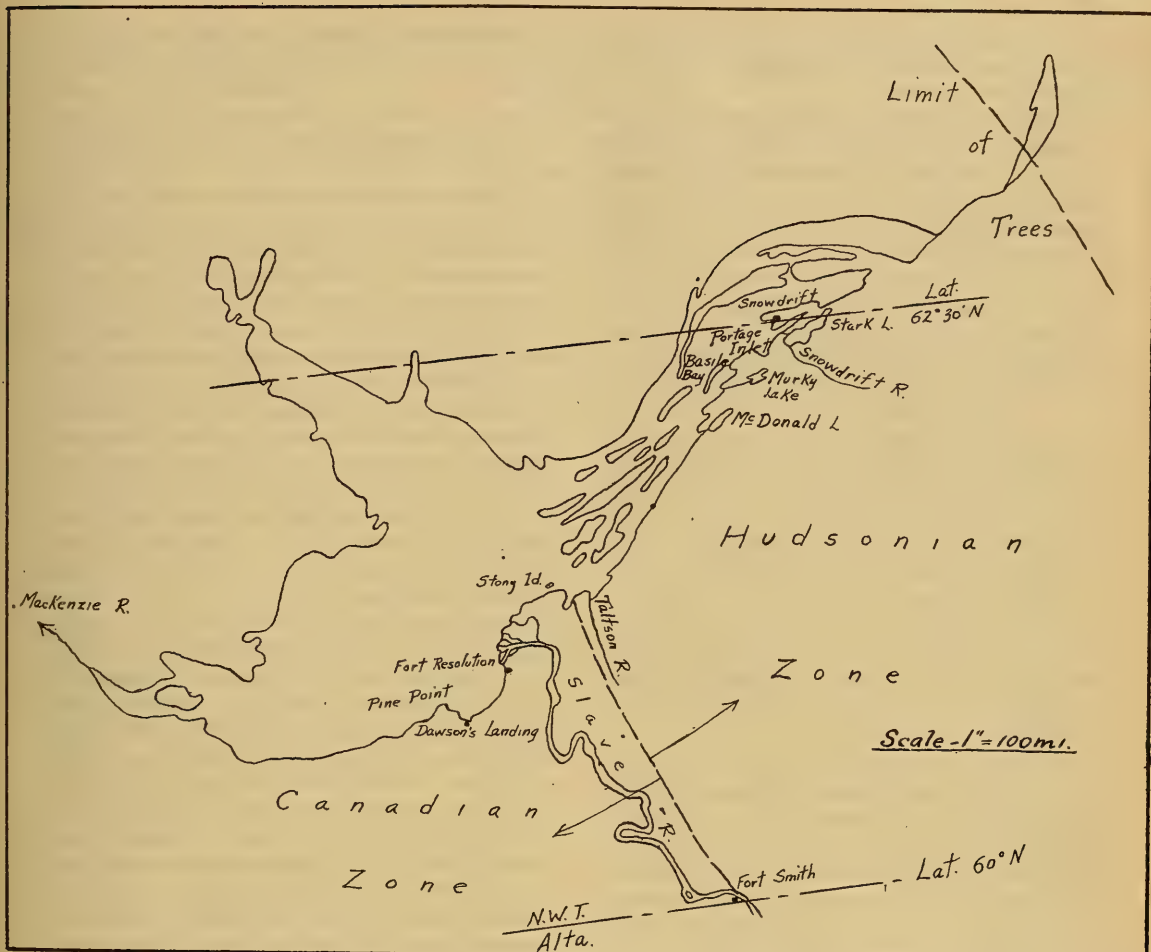 Limit
of
Trees
Lat.
62°30'N
Snowdrift
Stark L.
Portage
Inlet
Basile
Bay
Snowdrift R.
Murky
Lake
McDonald L
Hudsonian
Zone
Stony Id.
Taltson R.
MacKenzie R.
Fort Resolution
Pine Point
Dawson's Landing
Slave R.
Scale-1"=100mi.
Canadian
Zone
Fort Smith
Lat. 60°N
N.W.T.
Alta.